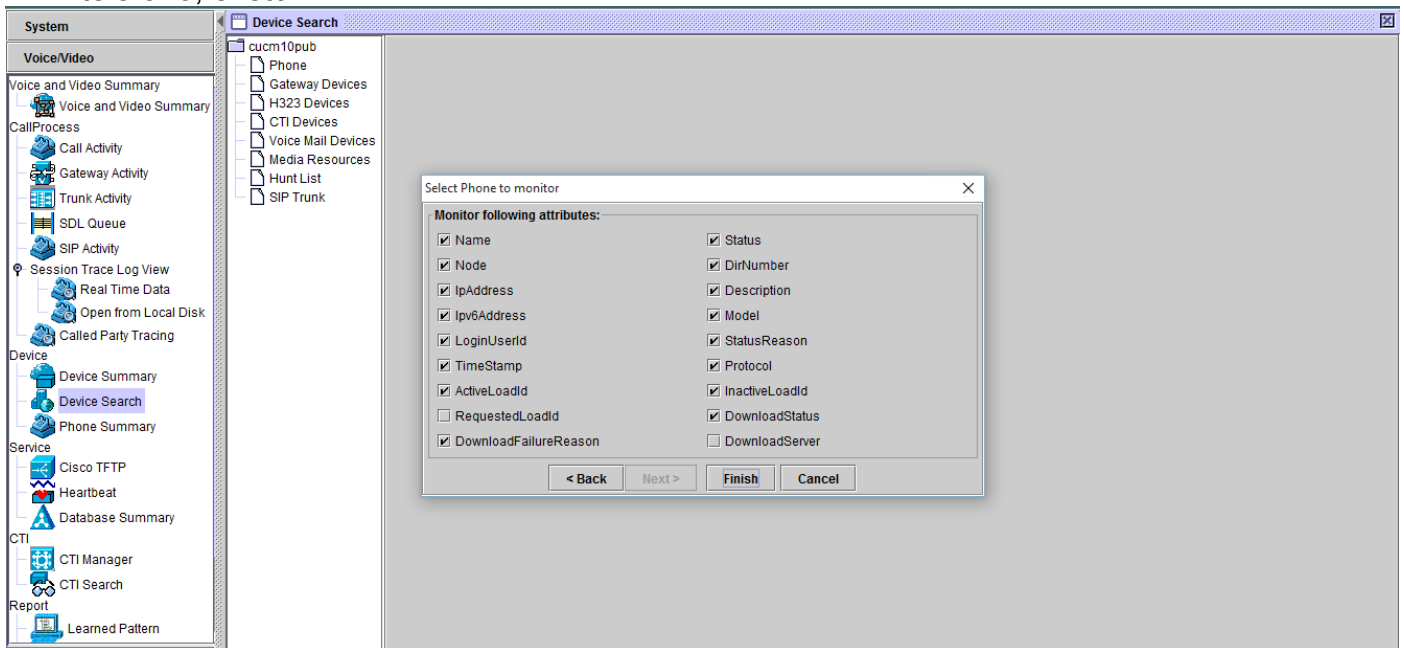 System
Voice/Video
Voice and Video Summary
Voice and Video Summary
CallProcess
Call Activity
Gateway Activity
Trunk Activity
SDL Queue
SIP Activity
Session Trace Log View
Real Time Data
Open from Local Disk
Called Party Tracing
Device
Device Summary
Device Search
Phone Summary
Service
Cisco TFTP
Heartbeat
Database Summary
CTI
CTI Manager
CTI Search
Report
Learned Pattern
Device Search
cucm10pub
Phone
Gateway Devices
H323 Devices
CTI Devices
Voice Mail Devices
Media Resources
Hunt List
SIP Trunk
Select Phone to monitor
Monitor following attributes:
Name Status
Node DirNumber
IpAddress Description
Ipv6Address Model
LoginUserId StatusReason
TimeStamp Protocol
ActiveLoadId InactiveLoadId
RequestedLoadId DownloadStatus
DownloadFailureReason DownloadServer
< Back Next > Finish Cancel